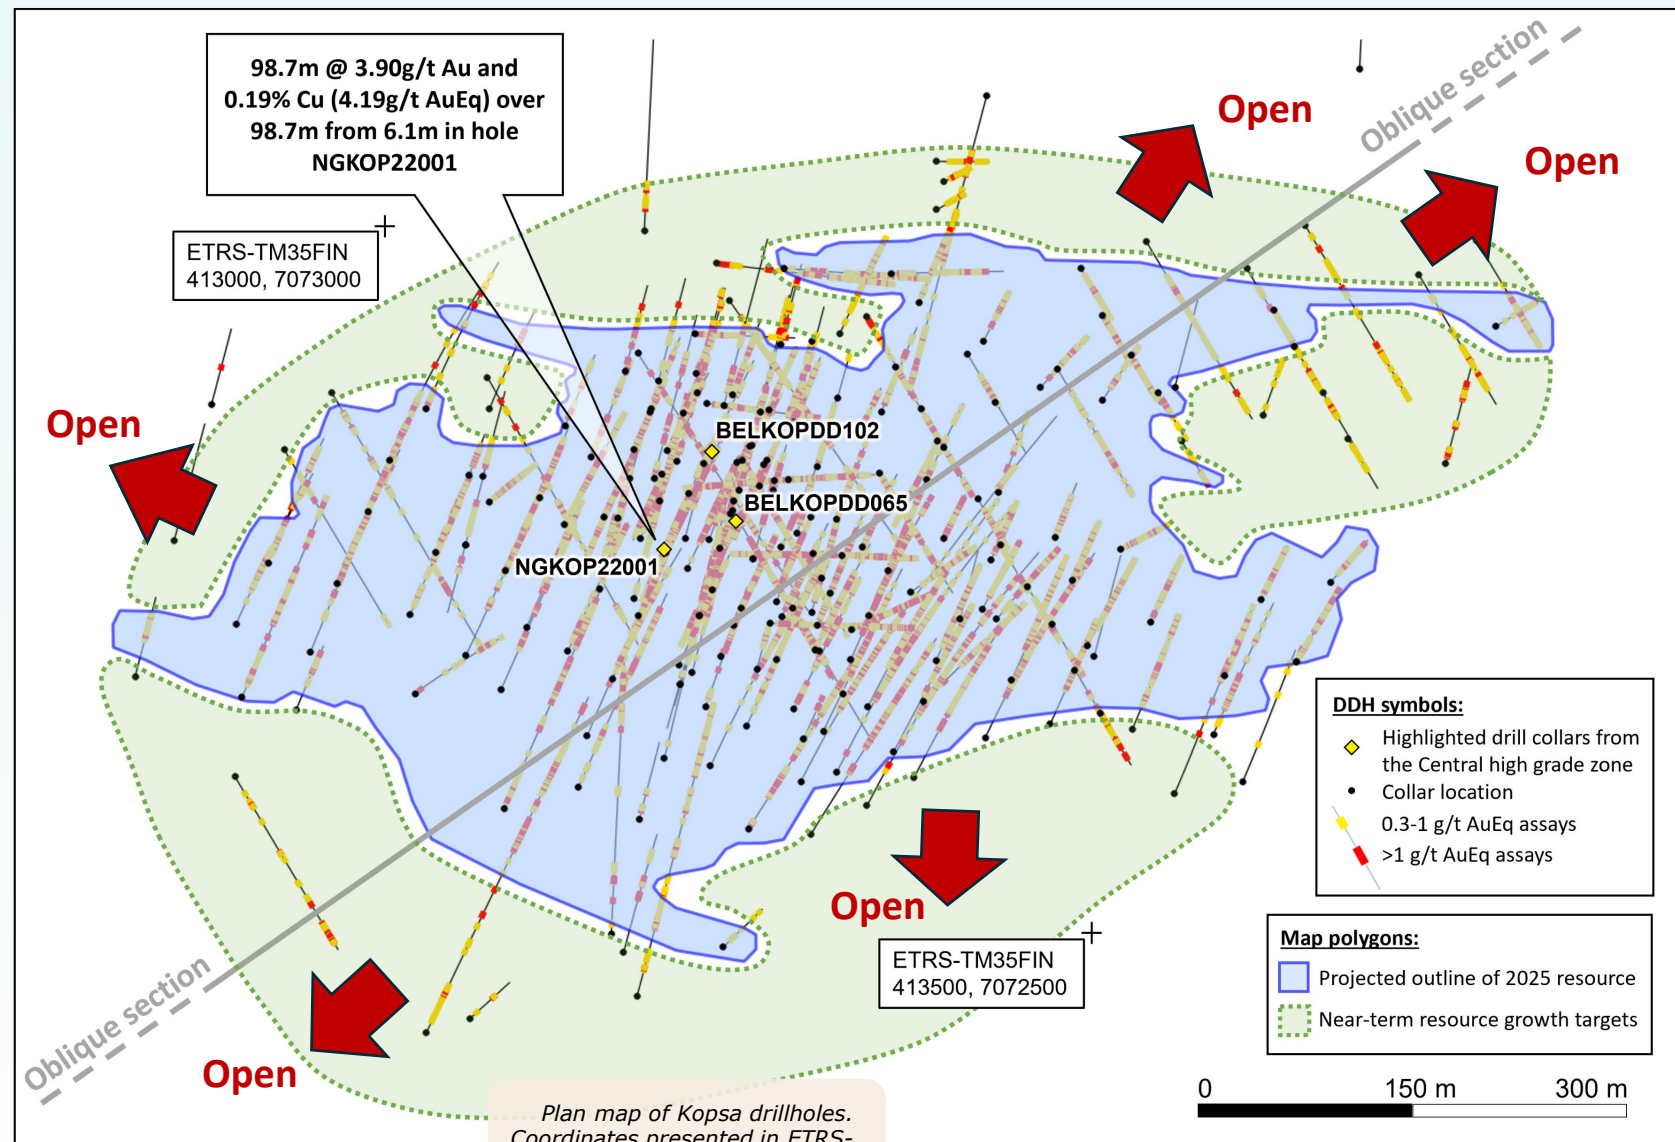 98.7m @ 3.90g/t Au and
0.19% Cu (4.19g/t AuEq) over
98.7m from 6.1m in hole
NGKOP22001
Oblique section
Open
Open
ETRS-TM35FIN
413000, 7073000
Open
BELKOPDD102
BELKOPDD065
NGKOP22001
DDH symbols:
Highlighted drill collars from
the Central high grade zone
Collar location
0.3-1 g/t AuEq assays
>1 g/t AuEq assays
Open
ETRS-TM35FIN
413500, 7072500
Map polygons:
Projected outline of 2025 resource
Near-term resource growth targets
Oblique section
Open
0 150 m 300 m
Plan map of Kopsa drillholes.
Coordinates presented in ETRS-